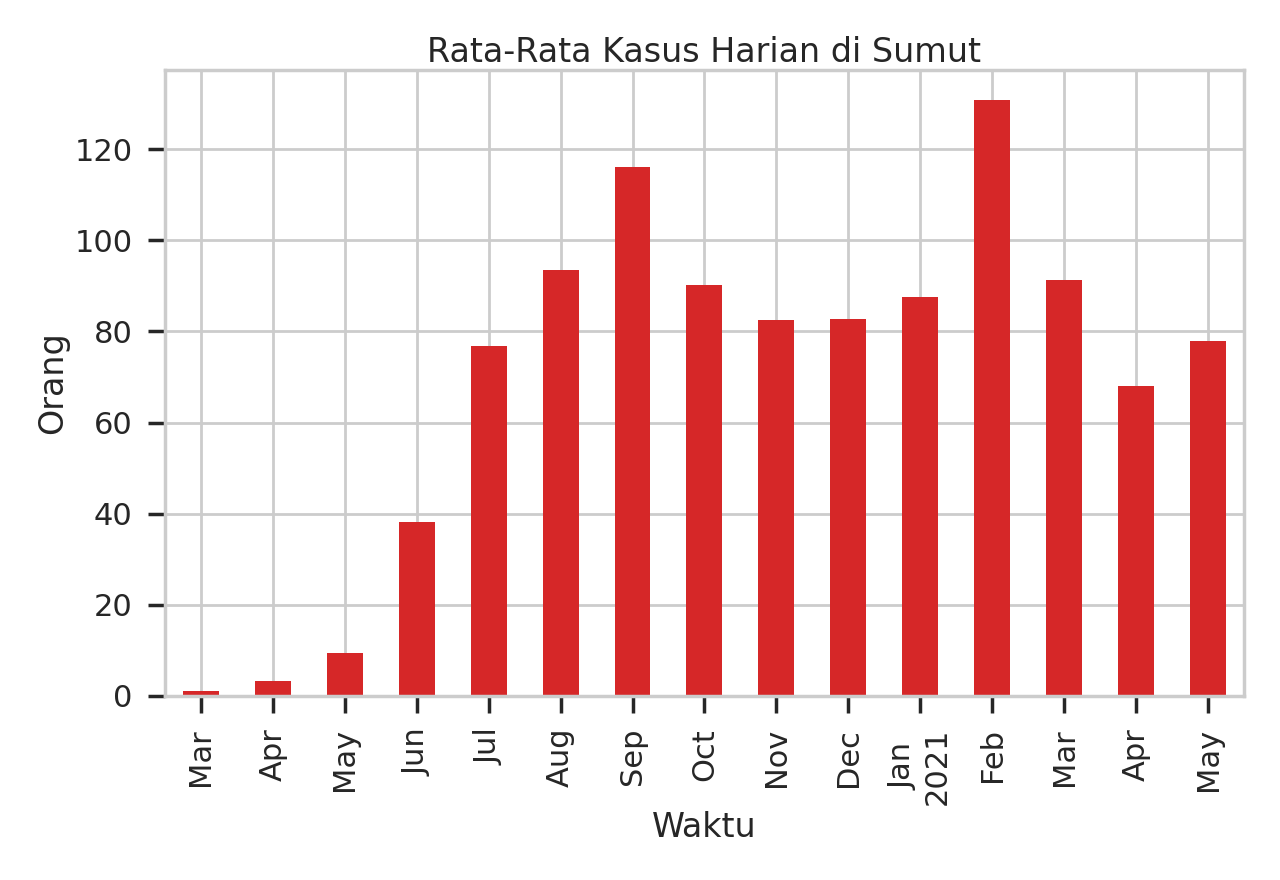 Rata-Rata Kasus Harian di Sumut
Orang
120
100
80
60
40
20
0
Mar
Apr
May
Jun
Jul
Aug
Sep
Oct
Nov
Dec
Jan
2021
Feb
Mar
Apr
May
Waktu